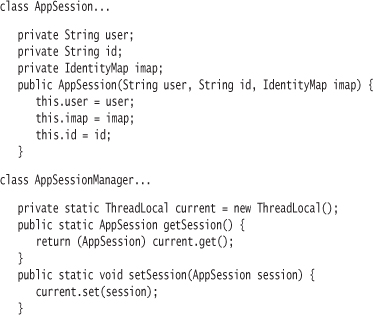 class AppSession...
private String user;
private String id;
private IdentityMap imap;
public AppSession(String user, String id, IdentityMap imap) {
this.user = user;
this.imap = imap;
this.id = id;
}
class AppSessionManager...
private static ThreadLocal current = new ThreadLocal();
public static AppSession getSession() {
return (AppSession) current.get();
}
public static void setSession(AppSession session) {
current.set(session);
}